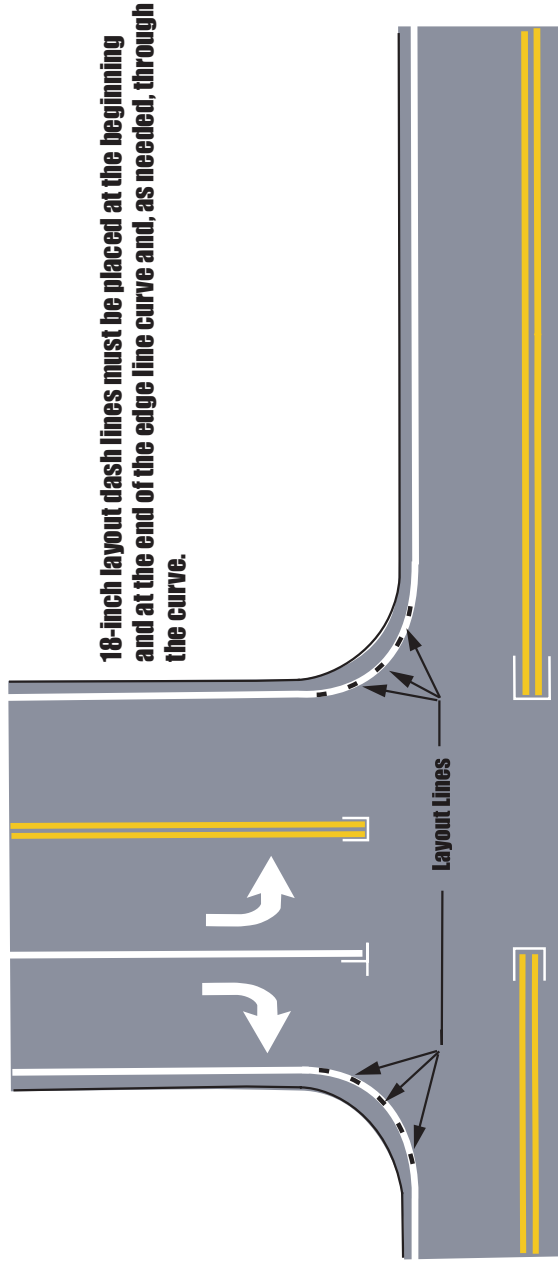 18-inch layout dash lines must be placed at the beginning
and at the end of the edge line curve and, as needed, through
the curve.
Layout Lines